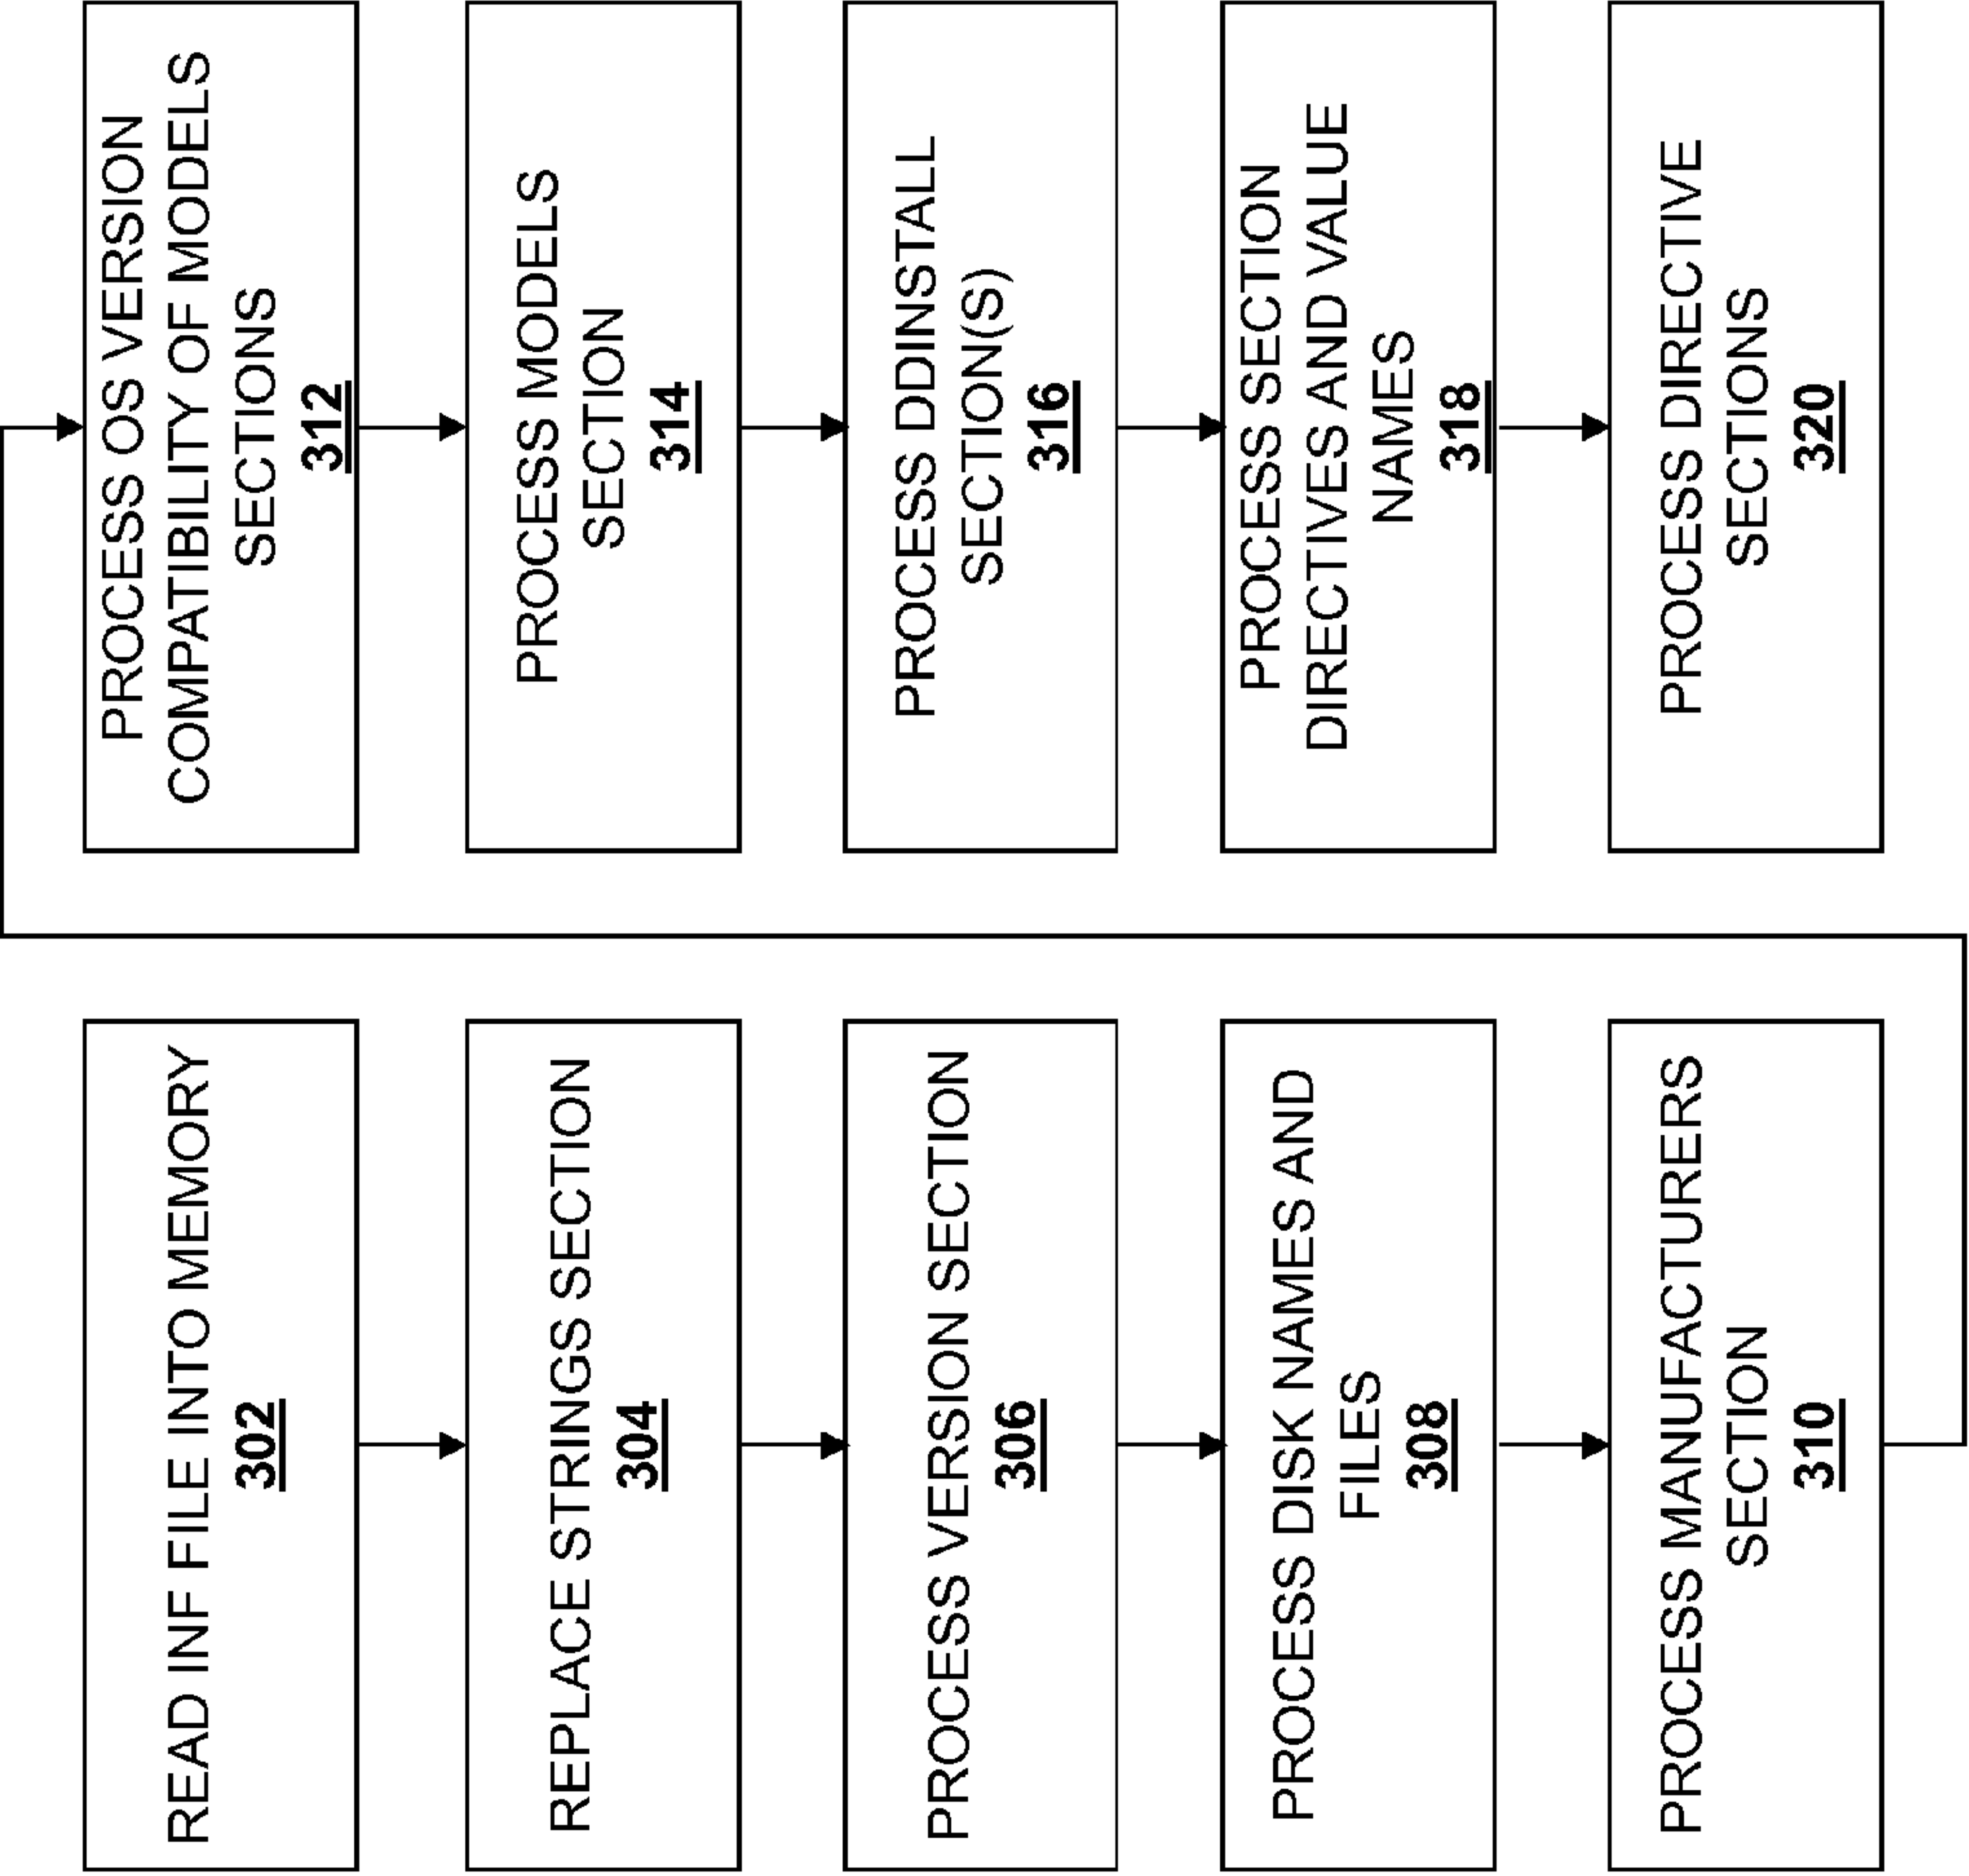 READ INF FILE INTO MEMORY
302
REPLACE STRINGS SECTION
304
PROCESS VERSION SECTION
306
PROCESS DISK NAMES AND
FILES
308
PROCESS MANUFACTURERS
SECTION
310
PROCESS OS VERSION
COMPATIBILITY OF MODELS
SECTIONS
312
PROCESS MODELS
SECTION
314
PROCESS DDINSTALL
SECTION(S)
316
PROCESS SECTION
DIRECTIVES AND VALUE
NAMES
318
PROCESS DIRECTIVE
SECTIONS
320